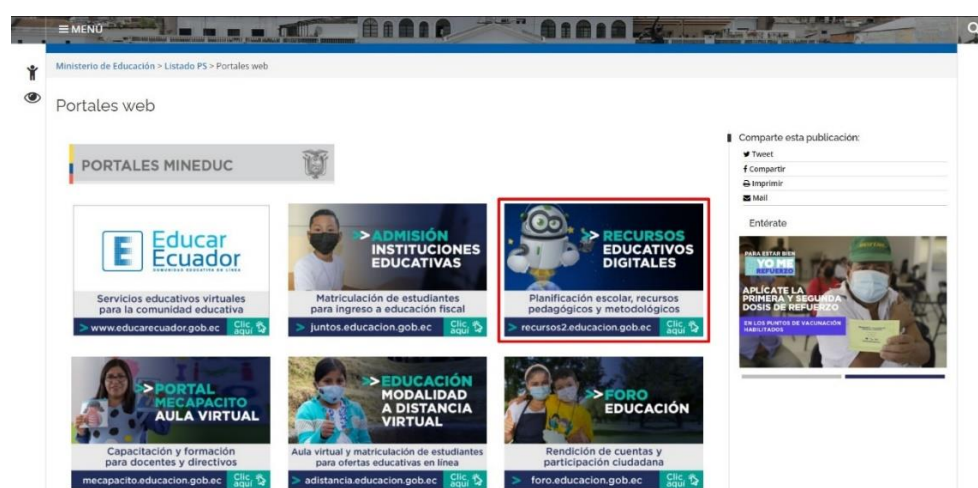 MENÚ
Ministerio de Educación > Listado PS > Portales web
Portales web
PORTALES MINEDUC
Educar
Ecuador
COMUNIDAD EDUCATIVA EN LÍNEA
Servicios educativos virtuales
para la comunidad educativa
> www.educarecuador.gob.ec Clic aquí
>> ADMISIÓN
INSTITUCIONES
EDUCATIVAS
Matriculación de estudiantes
para ingreso a educación fiscal
> juntos.educacion.gob.ec Clic aquí
>> RECURSOS
EDUCATIVOS
DIGITALES
Planificación escolar, recursos
pedagógicos y metodológicos
> recursos2.educacion.gob.ec Clic aquí
>> PORTAL
MECAPACITO
AULA VIRTUAL
Capacitación y formación
para docentes y directivos
mecapacito.educacion.gob.ec Clic aquí
>> EDUCACIÓN
MODALIDAD
A DISTANCIA
VIRTUAL
Aula virtual y matriculación de estudiantes
para ofertas educativas en línea
> adistancia.educacion.gob.ec Clic aquí
>> FORO
EDUCACIÓN
Rendición de cuentas y
participación ciudadana
> foro.educacion.gob.ec Clic aquí
Comparte esta publicación:
Tweet
Compartir
Imprimir
Mail
Entérate
PARA ESTAR BIEN
YO ME
REFUERZO
APLÍCATE LA
PRIMERA Y SEGUNDA
DOSIS DE REFUERZO
EN LOS PUNTOS DE VACUNACIÓN
HABILITADOS